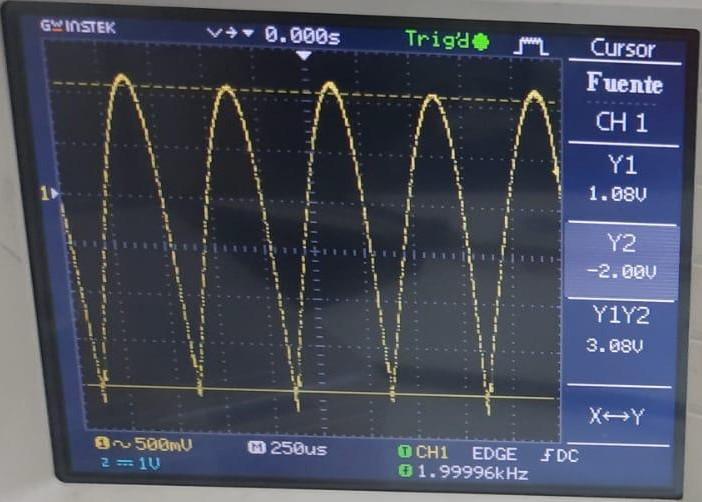 GW INSTEK 0.000s Trig'd
Cursor
Fuente
CH 1
1
Y1
1.08V
Y2
-2.00V
Y1Y2
3.08V
X↔Y
1 ~ 500mV M 250us T CH1 EDGE ƒDC
2 ⎓ 1V f 1.99996kHz